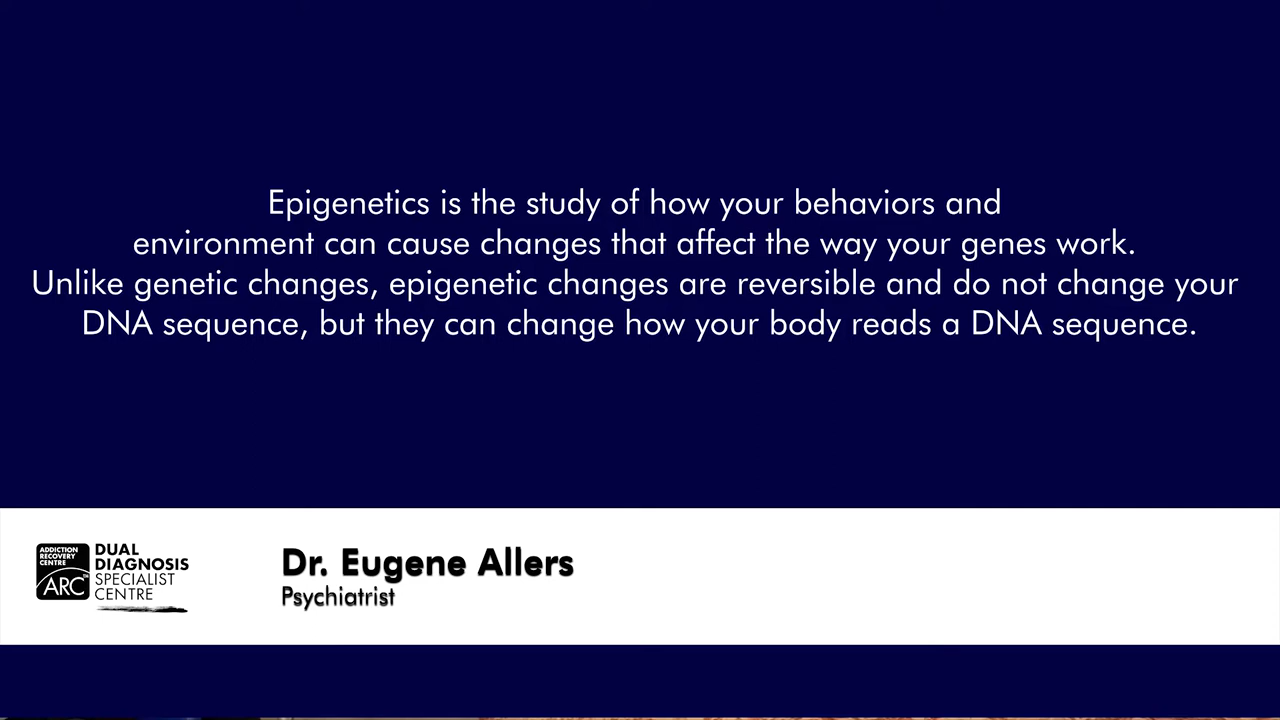 Epigenetics is the study of how your behaviors and
environment can cause changes that affect the way your genes work.
Unlike genetic changes, epigenetic changes are reversible and do not change your
DNA sequence, but they can change how your body reads a DNA sequence.
ADDICTION
RECOVERY
CENTRE
ARC™
DUAL
DIAGNOSIS
SPECIALIST
CENTRE
Dr. Eugene Allers
Psychiatrist